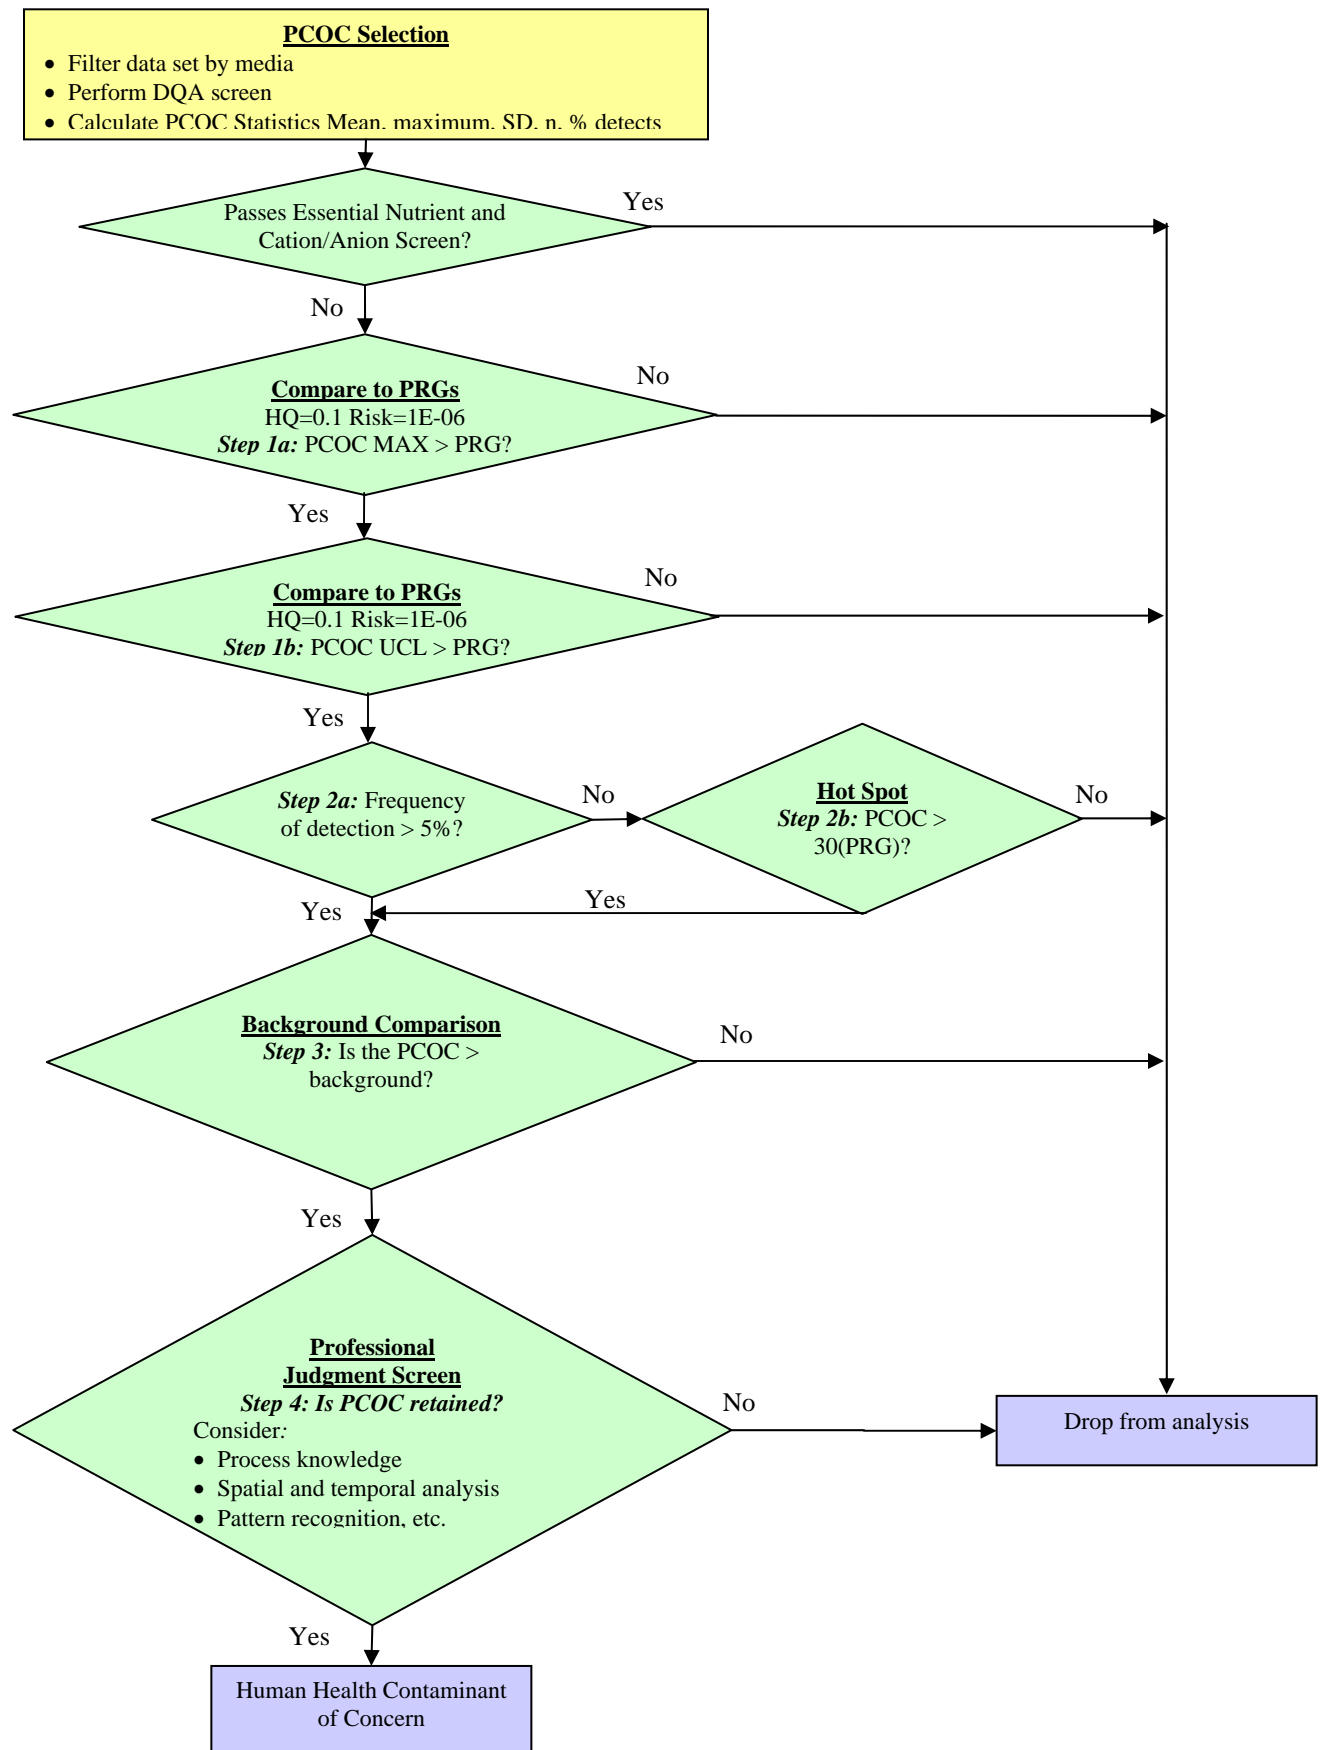 PCOC Selection
• Filter data set by media
• Perform DQA screen
• Calculate PCOC Statistics Mean, maximum, SD, n, % detects
Passes Essential Nutrient and
Cation/Anion Screen?
Yes
No
Compare to PRGs
HQ=0.1 Risk=1E-06
Step 1a: PCOC MAX > PRG?
No
Yes
Compare to PRGs
HQ=0.1 Risk=1E-06
Step 1b: PCOC UCL > PRG?
No
Yes
Step 2a: Frequency
of detection > 5%?
No
Hot Spot
Step 2b: PCOC >
30(PRG)?
No
Yes
Yes
Background Comparison
Step 3: Is the PCOC >
background?
No
Yes
Professional
Judgment Screen
Step 4: Is PCOC retained?
Consider:
• Process knowledge
• Spatial and temporal analysis
• Pattern recognition, etc.
No
Drop from analysis
Yes
Human Health Contaminant
of Concern